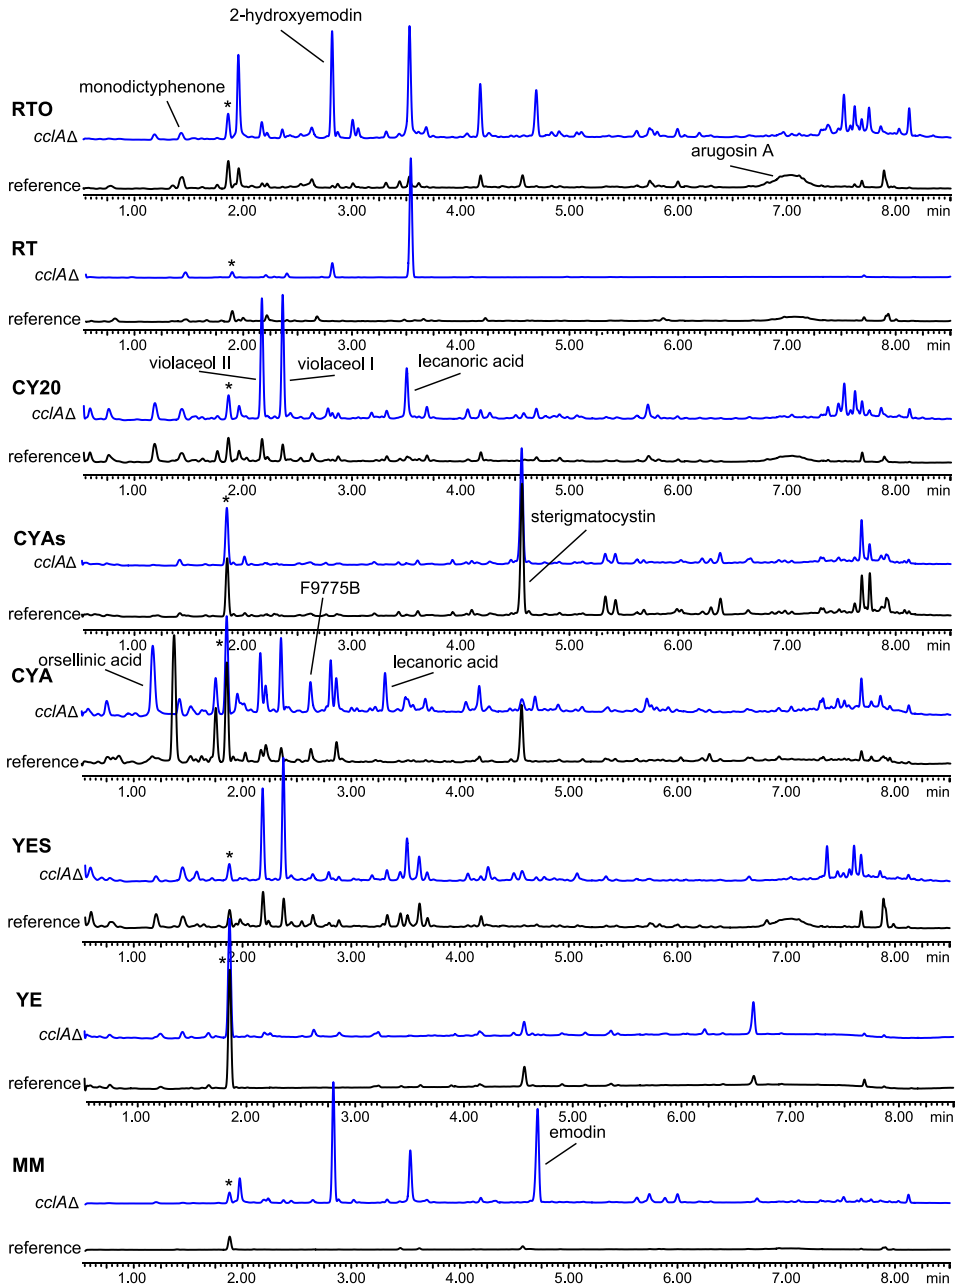 2-hydroxyemodin
monodictyphenone
*
RTO
cclAΔ
arugosin A
reference
1.00 2.00 3.00 4.00 5.00 6.00 7.00 8.00 min
RT
*
cclAΔ
reference
1.00 2.00 3.00 4.00 5.00 6.00 7.00 8.00 min
violaceol II violaceol I lecanoric acid
CY20
*
cclAΔ
reference
1.00 2.00 3.00 4.00 5.00 6.00 7.00 8.00 min
*
CYAs
sterigmatocystin
cclAΔ
F9775B
reference
1.00 2.00 3.00 4.00 5.00 6.00 7.00 8.00 min
*
orsellinic acid lecanoric acid
CYA
cclAΔ
reference
1.00 2.00 3.00 4.00 5.00 6.00 7.00 8.00 min
YES
*
cclAΔ
reference
1.00 2.00 3.00 4.00 5.00 6.00 7.00 8.00 min
*
YE
cclAΔ
reference
1.00 2.00 3.00 4.00 5.00 6.00 7.00 8.00 min
emodin
MM
*
cclAΔ
reference
1.00 2.00 3.00 4.00 5.00 6.00 7.00 8.00 min